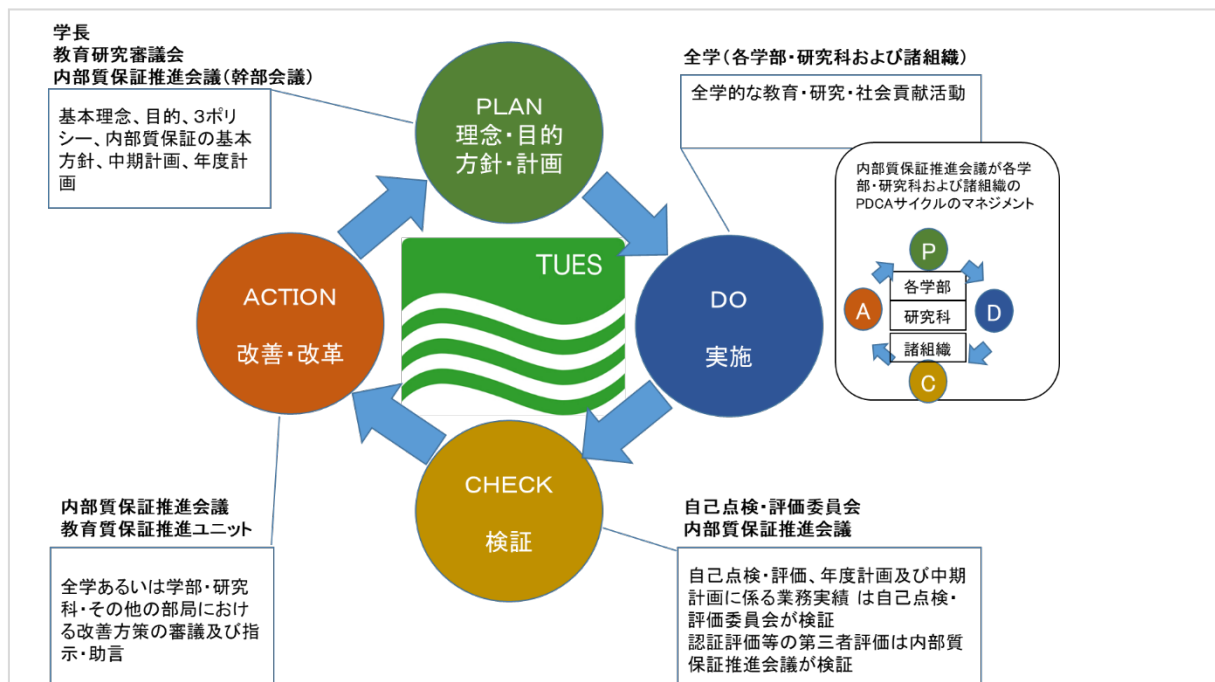 学長
教育研究審議会
内部質保証推進会議(幹部会議)
基本理念、目的、3ポリ
シー、内部質保証の基本
方針、中期計画、年度計
画
PLAN
理念・目的
方針・計画
全学(各学部・研究科および諸組織)
全学的な教育・研究・社会貢献活動
内部質保証推進会議が各学
部・研究科および諸組織の
PDCAサイクルのマネジメント
P
各学部
A
研究科
D
諸組織
C
TUES
ACTION
改善・改革
DO
実施
CHECK
検証
内部質保証推進会議
教育質保証推進ユニット
全学あるいは学部・研究
科・その他の部局におけ
る改善方策の審議及び指
示・助言
自己点検・評価委員会
内部質保証推進会議
自己点検・評価、年度計画及び中期
計画に係る業務実績 は自己点検・
評価委員会が検証
認証評価等の第三者評価は内部質
保証推進会議が検証